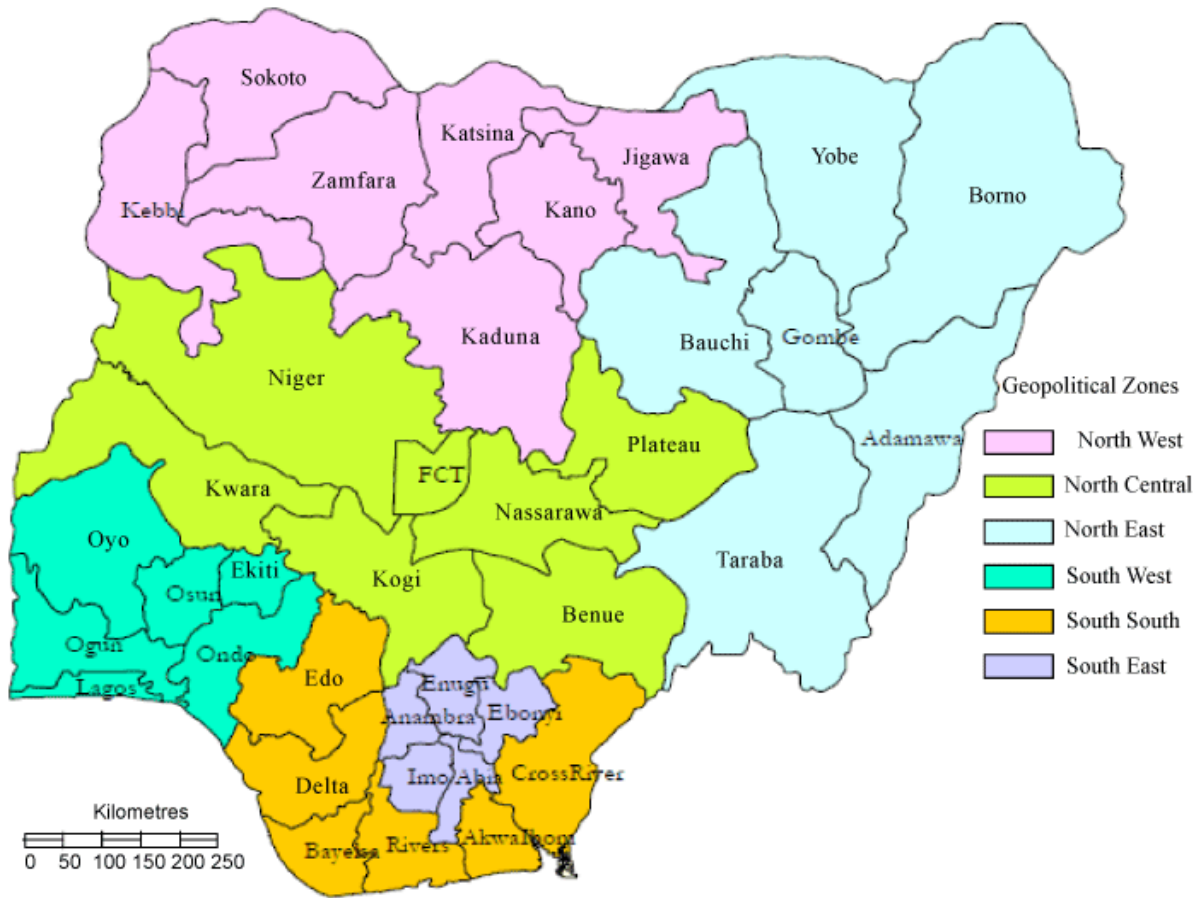 Sokoto
Katsina
Jigawa
Yobe
Borno
Zamfara
Kebbi
Kano
Kaduna
Bauchi
Gombe
Niger
Geopolitical Zones
North West
North Central
North East
South West
South South
South East
Adamawa
Plateau
FCT
Kwara
Nassarawa
Oyo
Taraba
Ekiti
Kogi
Osun
Benue
Ogun
Ondo
Edo
Lagos
Enugu
Anambra
Ebonyi
Imo
Abia
CrossRiver
Delta
Kilometres
0 50 100 150 200 250
Bayelsa
Rivers
AkwaIbom